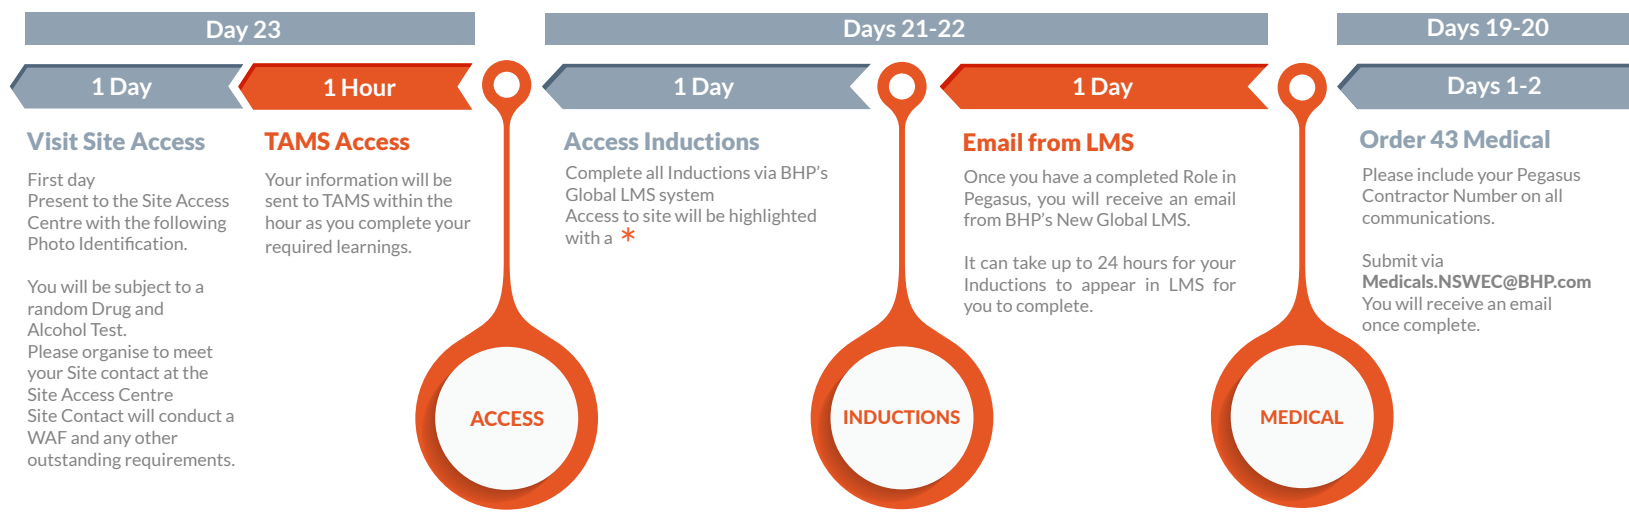 Day 23
Days 21-22
Days 19-20
1 Day
1 Hour
1 Day
1 Day
Days 1-2
Visit Site Access
First day
Present to the Site Access
Centre with the following
Photo Identification.
You will be subject to a
random Drug and
Alcohol Test.
Please organise to meet
your Site contact at the
Site Access Centre
Site Contact will conduct a
WAF and any other
outstanding requirements.
TAMS Access
Your information will be
sent to TAMS within the
hour as you complete your
required learnings.
ACCESS
Access Inductions
Complete all Inductions via BHP's
Global LMS system
Access to site will be highlighted
with a *
INDUCTIONS
Email from LMS
Once you have a completed Role in
Pegasus, you will receive an email
from BHP's New Global LMS.
It can take up to 24 hours for your
Inductions to appear in LMS for
you to complete.
MEDICAL
Order 43 Medical
Please include your Pegasus
Contractor Number on all
communications.
Submit via
Medicals.NSWEC@BHP.com
You will receive an email
once complete.